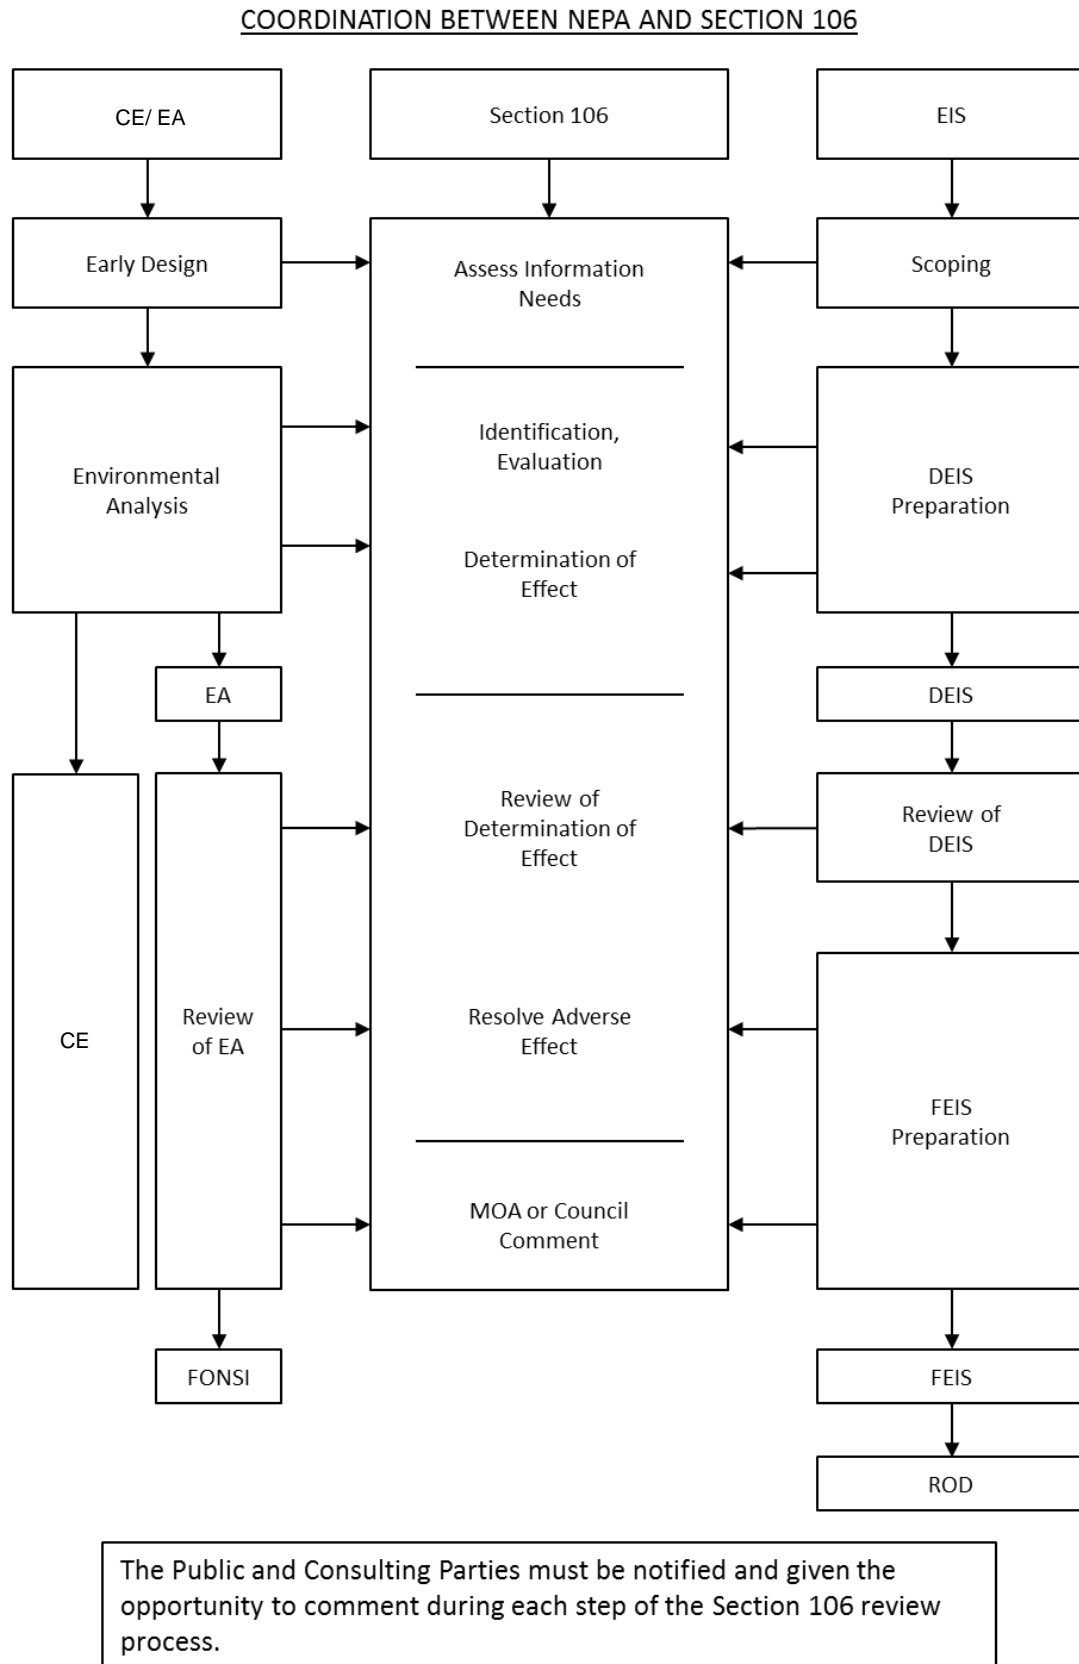 COORDINATION BETWEEN NEPA AND SECTION 106
CE/ EA
Section 106
EIS
Early Design
Assess Information
Needs
Scoping
Environmental
Analysis
Identification,
Evaluation
Determination of
Effect
DEIS
Preparation
EA
DEIS
CE
Review
of EA
Review of
Determination of
Effect
Review of
DEIS
Resolve Adverse
Effect
FEIS
Preparation
MOA or Council
Comment
FONSI
FEIS
ROD
The Public and Consulting Parties must be notified and given the
opportunity to comment during each step of the Section 106 review
process.